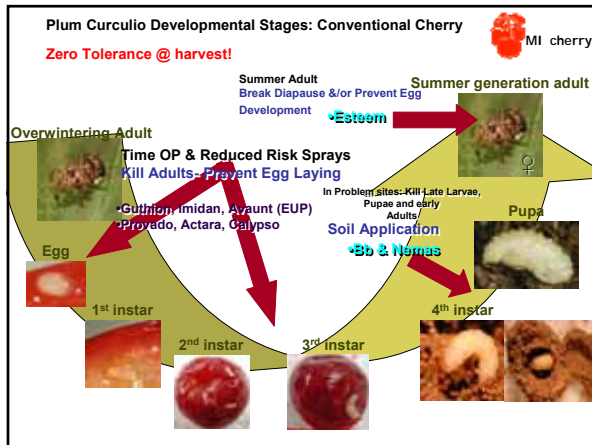 Plum Curculio Developmental Stages: Conventional Cherry
MI cherry
Zero Tolerance @ harvest!
Summer Adult
Break Diapause &/or Prevent Egg
Development
•Esteem
Summer generation adult
♀
Overwintering Adult
Time OP & Reduced Risk Sprays
Kill Adults- Prevent Egg Laying
•Guthion, Imidan, Avaunt (EUP)
•Provado, Actara, Calypso
In Problem sites: Kill Late Larvae,
Pupae and early
Adults
Soil Application
•Bb & Nemas
Pupa
Egg
1st instar
2nd instar
3rd instar
4th instar